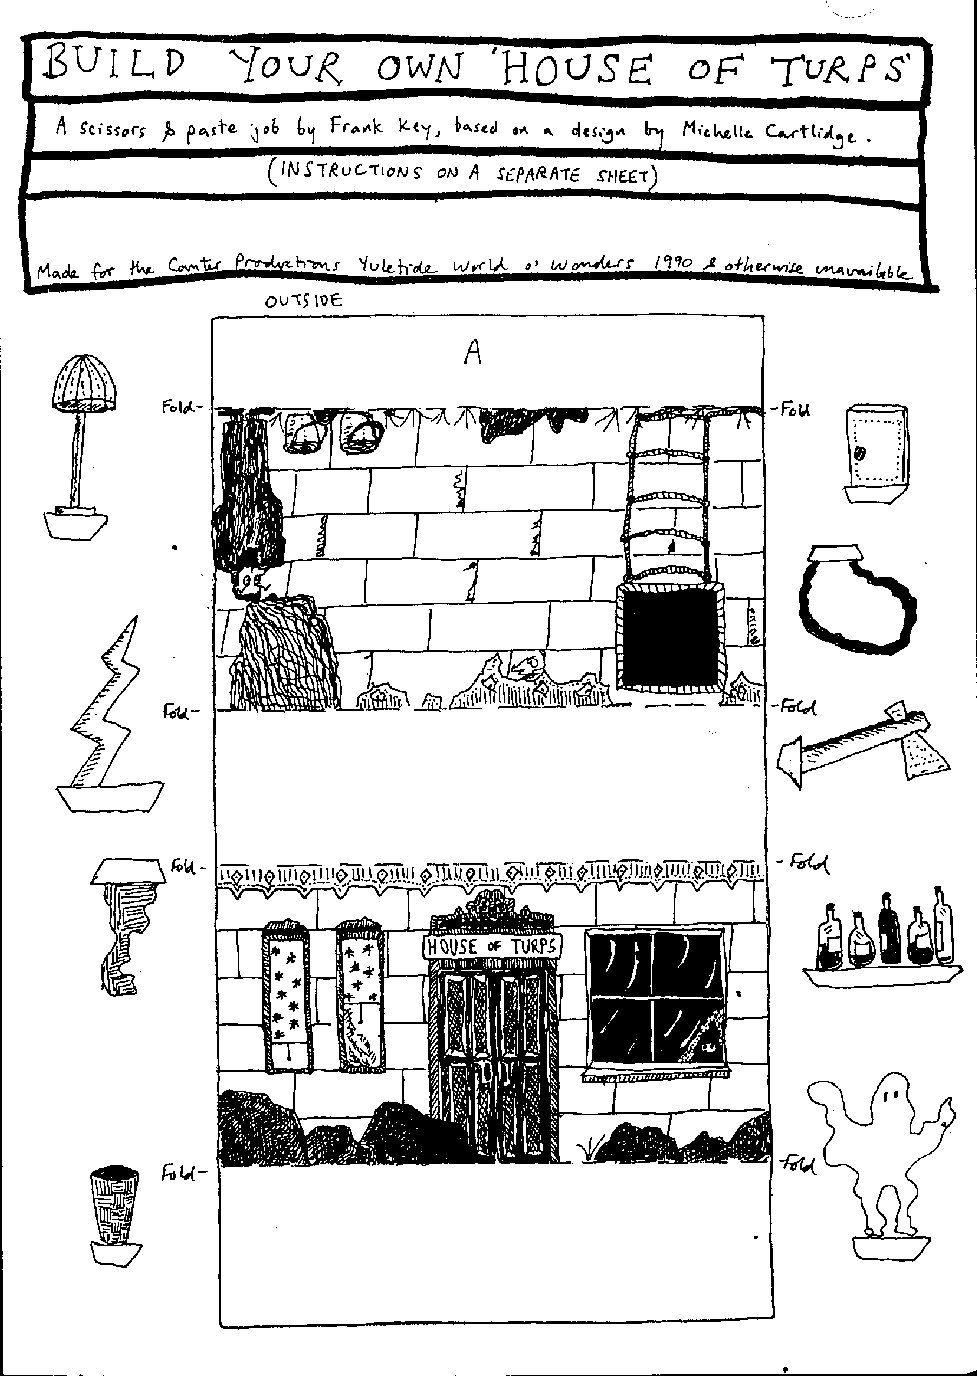 BUILD YOUR OWN 'HOUSE OF TURPS'
A scissors & paste job by Frank Key, based on a design by Michelle Cartlidge.
(INSTRUCTIONS ON A SEPARATE SHEET)
Made for the Counter Productions Yuletide World o' Wonders 1990 & otherwise unavailable
OUTSIDE
A
Fold- -Fold
Fold- -Fold
Fold- -Fold
HOUSE OF TURPS
Fold- -Fold